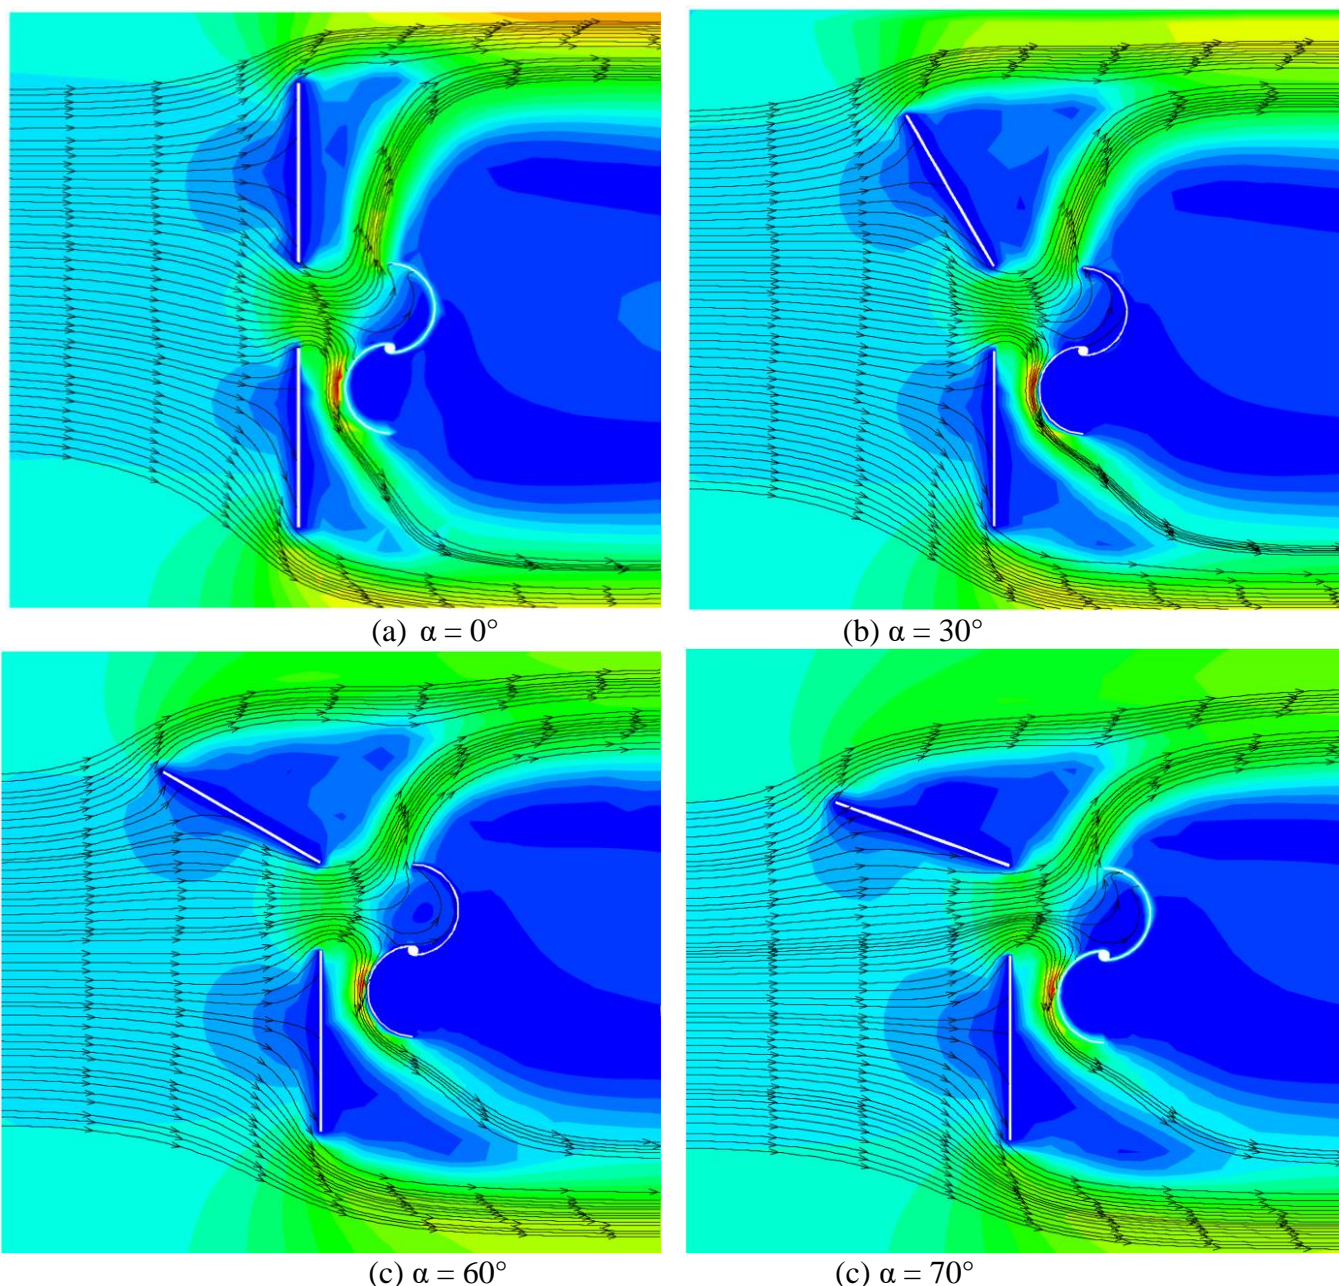 (a) α = 0°
(b) α = 30°
(c) α = 60°
(c) α = 70°